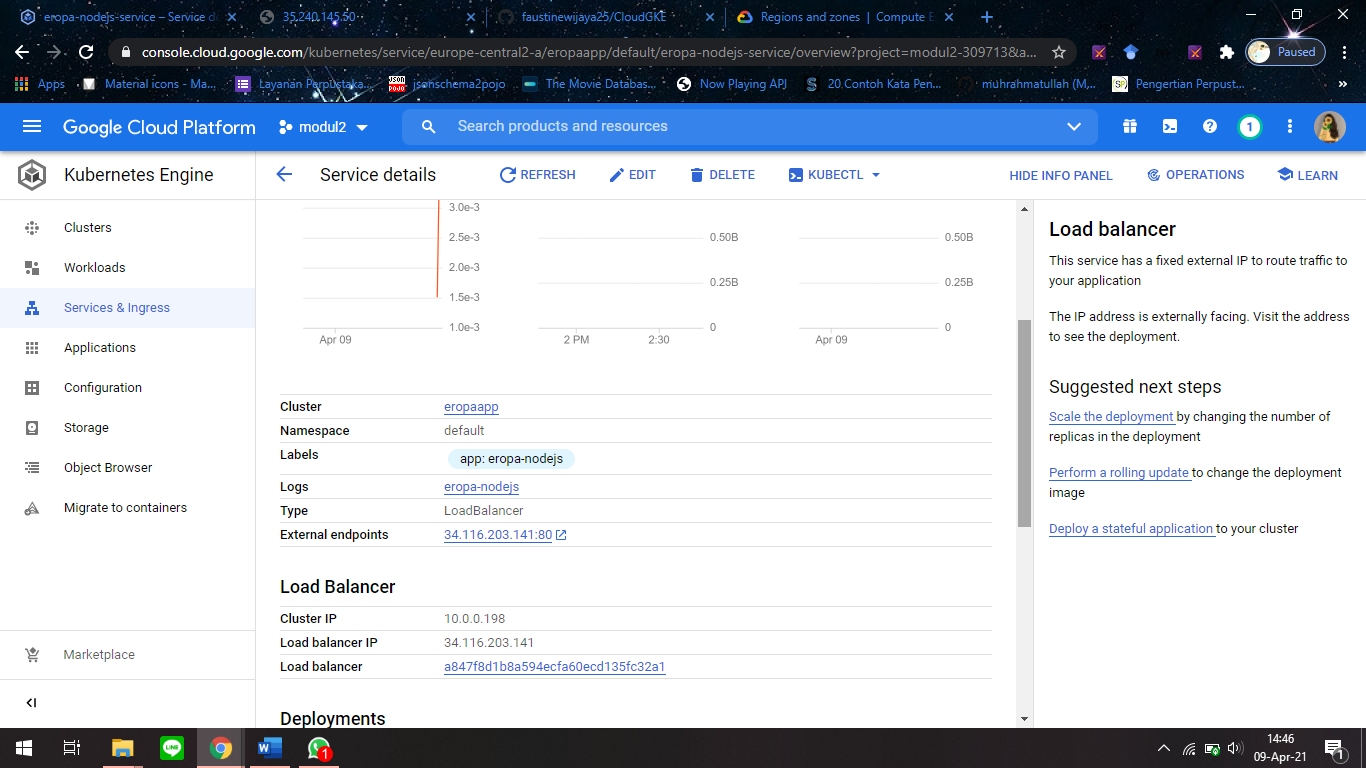 eropa-nodejs-service – Service d
35.240.145.50
faustinewijaya25/CloudGKE
Regions and zones | Compute E
console.cloud.google.com/kubernetes/service/europe-central2-a/eropaapp/default/eropa-nodejs-service/overview?project=modul2-309713&a...
Paused
Apps
Material icons - Ma...
Layanan Perpustaka...
JSON
POJO
jsonschema2pojo
The Movie Databas...
Now Playing API
20 Contoh Kata Pen...
muhrahmatullah (M...
Pengertian Perpust...
»
Google Cloud Platform
modul2
Search products and resources
1
Kubernetes Engine
Service details
REFRESH
EDIT
DELETE
KUBECTL
HIDE INFO PANEL
OPERATIONS
LEARN
Clusters
Workloads
Services & Ingress
Applications
Configuration
Storage
Object Browser
Migrate to containers
Marketplace
3.0e-3
2.5e-3
2.0e-3
1.5e-3
1.0e-3
Apr 09
0.50B
0.25B
0
2 PM
2:30
0.50B
0.25B
0
Apr 09
Cluster
eropaapp
Namespace
default
Labels
app: eropa-nodejs
Logs
eropa-nodejs
Type
LoadBalancer
External endpoints
34.116.203.141:80
Load Balancer
Cluster IP
10.0.0.198
Load balancer IP
34.116.203.141
Load balancer
a847f8d1b8a594ecfa60ecd135fc32a1
Deployments
Load balancer
This service has a fixed external IP to route traffic to
your application
The IP address is externally facing. Visit the address
to see the deployment.
Suggested next steps
Scale the deployment by changing the number of
replicas in the deployment
Perform a rolling update to change the deployment
image
Deploy a stateful application to your cluster
LINE
W
1
14:46
09-Apr-21
1